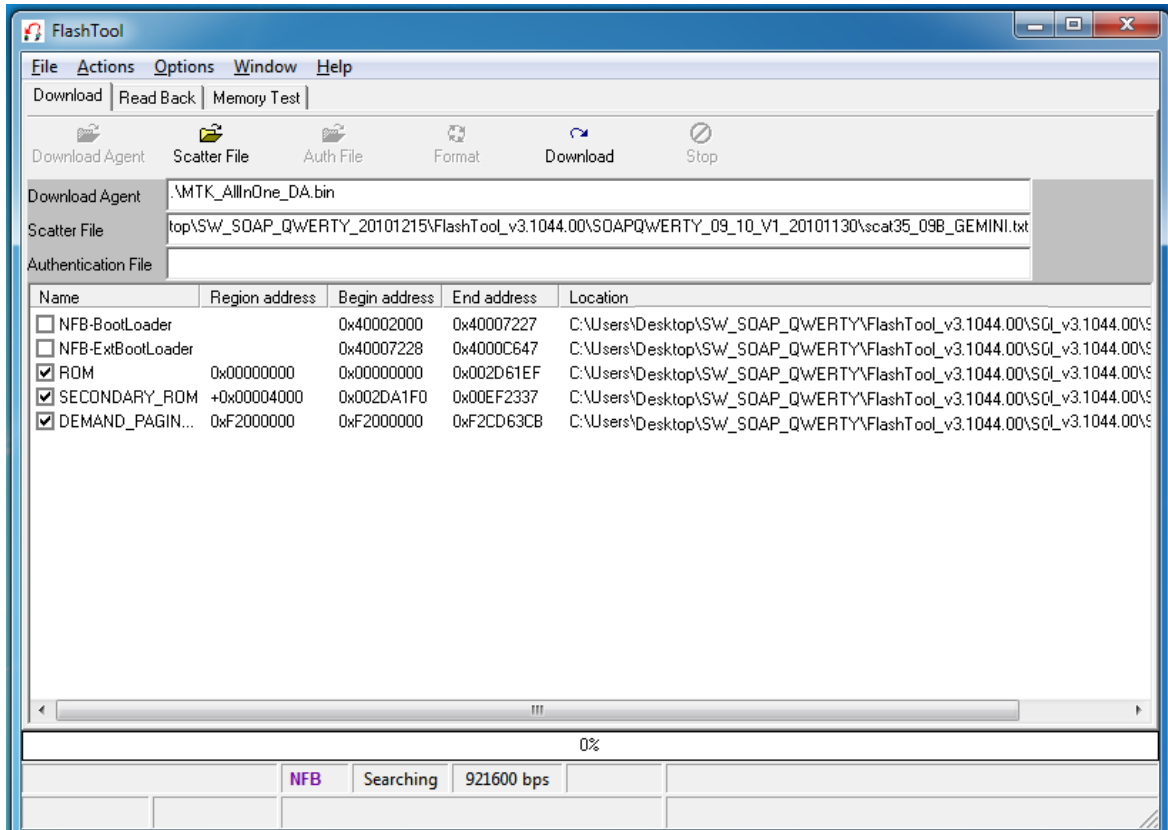 FlashTool
File Actions Options Window Help
Download Read Back Memory Test
Download Agent Scatter File Auth File Format Download Stop
Download Agent .\MTK_AllInOne_DA.bin
Scatter File top\SW_SOAP_QWERTY_20101215\FlashTool_v3.1044.00\SOAPQWERTY_09_10_V1_20101130\scat35_09B_GEMINI.txt
Authentication File
Name Region address Begin address End address Location
NFB-BootLoader 0x40002000 0x40007227 C:\Users\Desktop\SW_SOAP_QWERTY\FlashTool_v3.1044.00\SOl_v3.1044.00\S
NFB-ExtBootLoader 0x40007228 0x4000C647 C:\Users\Desktop\SW_SOAP_QWERTY\FlashTool_v3.1044.00\SOl_v3.1044.00\S
ROM 0x00000000 0x00000000 0x002D61EF C:\Users\Desktop\SW_SOAP_QWERTY\FlashTool_v3.1044.00\SOl_v3.1044.00\S
SECONDARY_ROM +0x00004000 0x002DA1F0 0x00EF2337 C:\Users\Desktop\SW_SOAP_QWERTY\FlashTool_v3.1044.00\SOl_v3.1044.00\S
DEMAND_PAGIN... 0xF2000000 0xF2000000 0xF2CD63CB C:\Users\Desktop\SW_SOAP_QWERTY\FlashTool_v3.1044.00\SOl_v3.1044.00\S
0%
NFB Searching 921600 bps